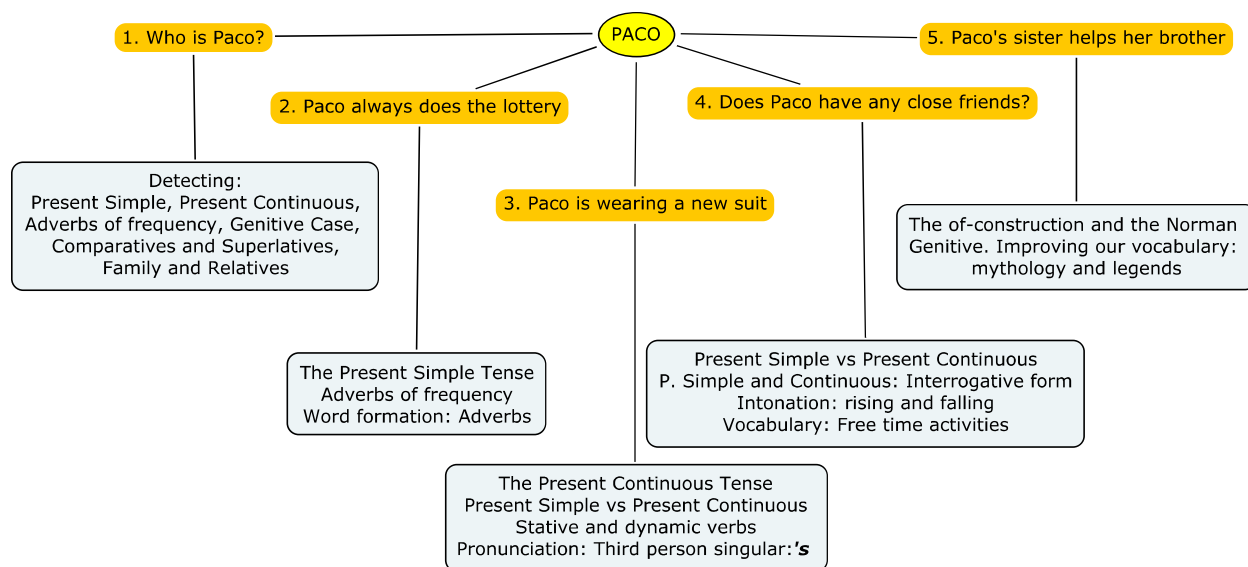 PACO
1. Who is Paco?
Detecting:
Present Simple, Present Continuous,
Adverbs of frequency, Genitive Case,
Comparatives and Superlatives,
Family and Relatives
2. Paco always does the lottery
The Present Simple Tense
Adverbs of frequency
Word formation: Adverbs
3. Paco is wearing a new suit
The Present Continuous Tense
Present Simple vs Present Continuous
Stative and dynamic verbs
Pronunciation: Third person singular:'s
4. Does Paco have any close friends?
Present Simple vs Present Continuous
P. Simple and Continuous: Interrogative form
Intonation: rising and falling
Vocabulary: Free time activities
5. Paco's sister helps her brother
The of-construction and the Norman
Genitive. Improving our vocabulary:
mythology and legends